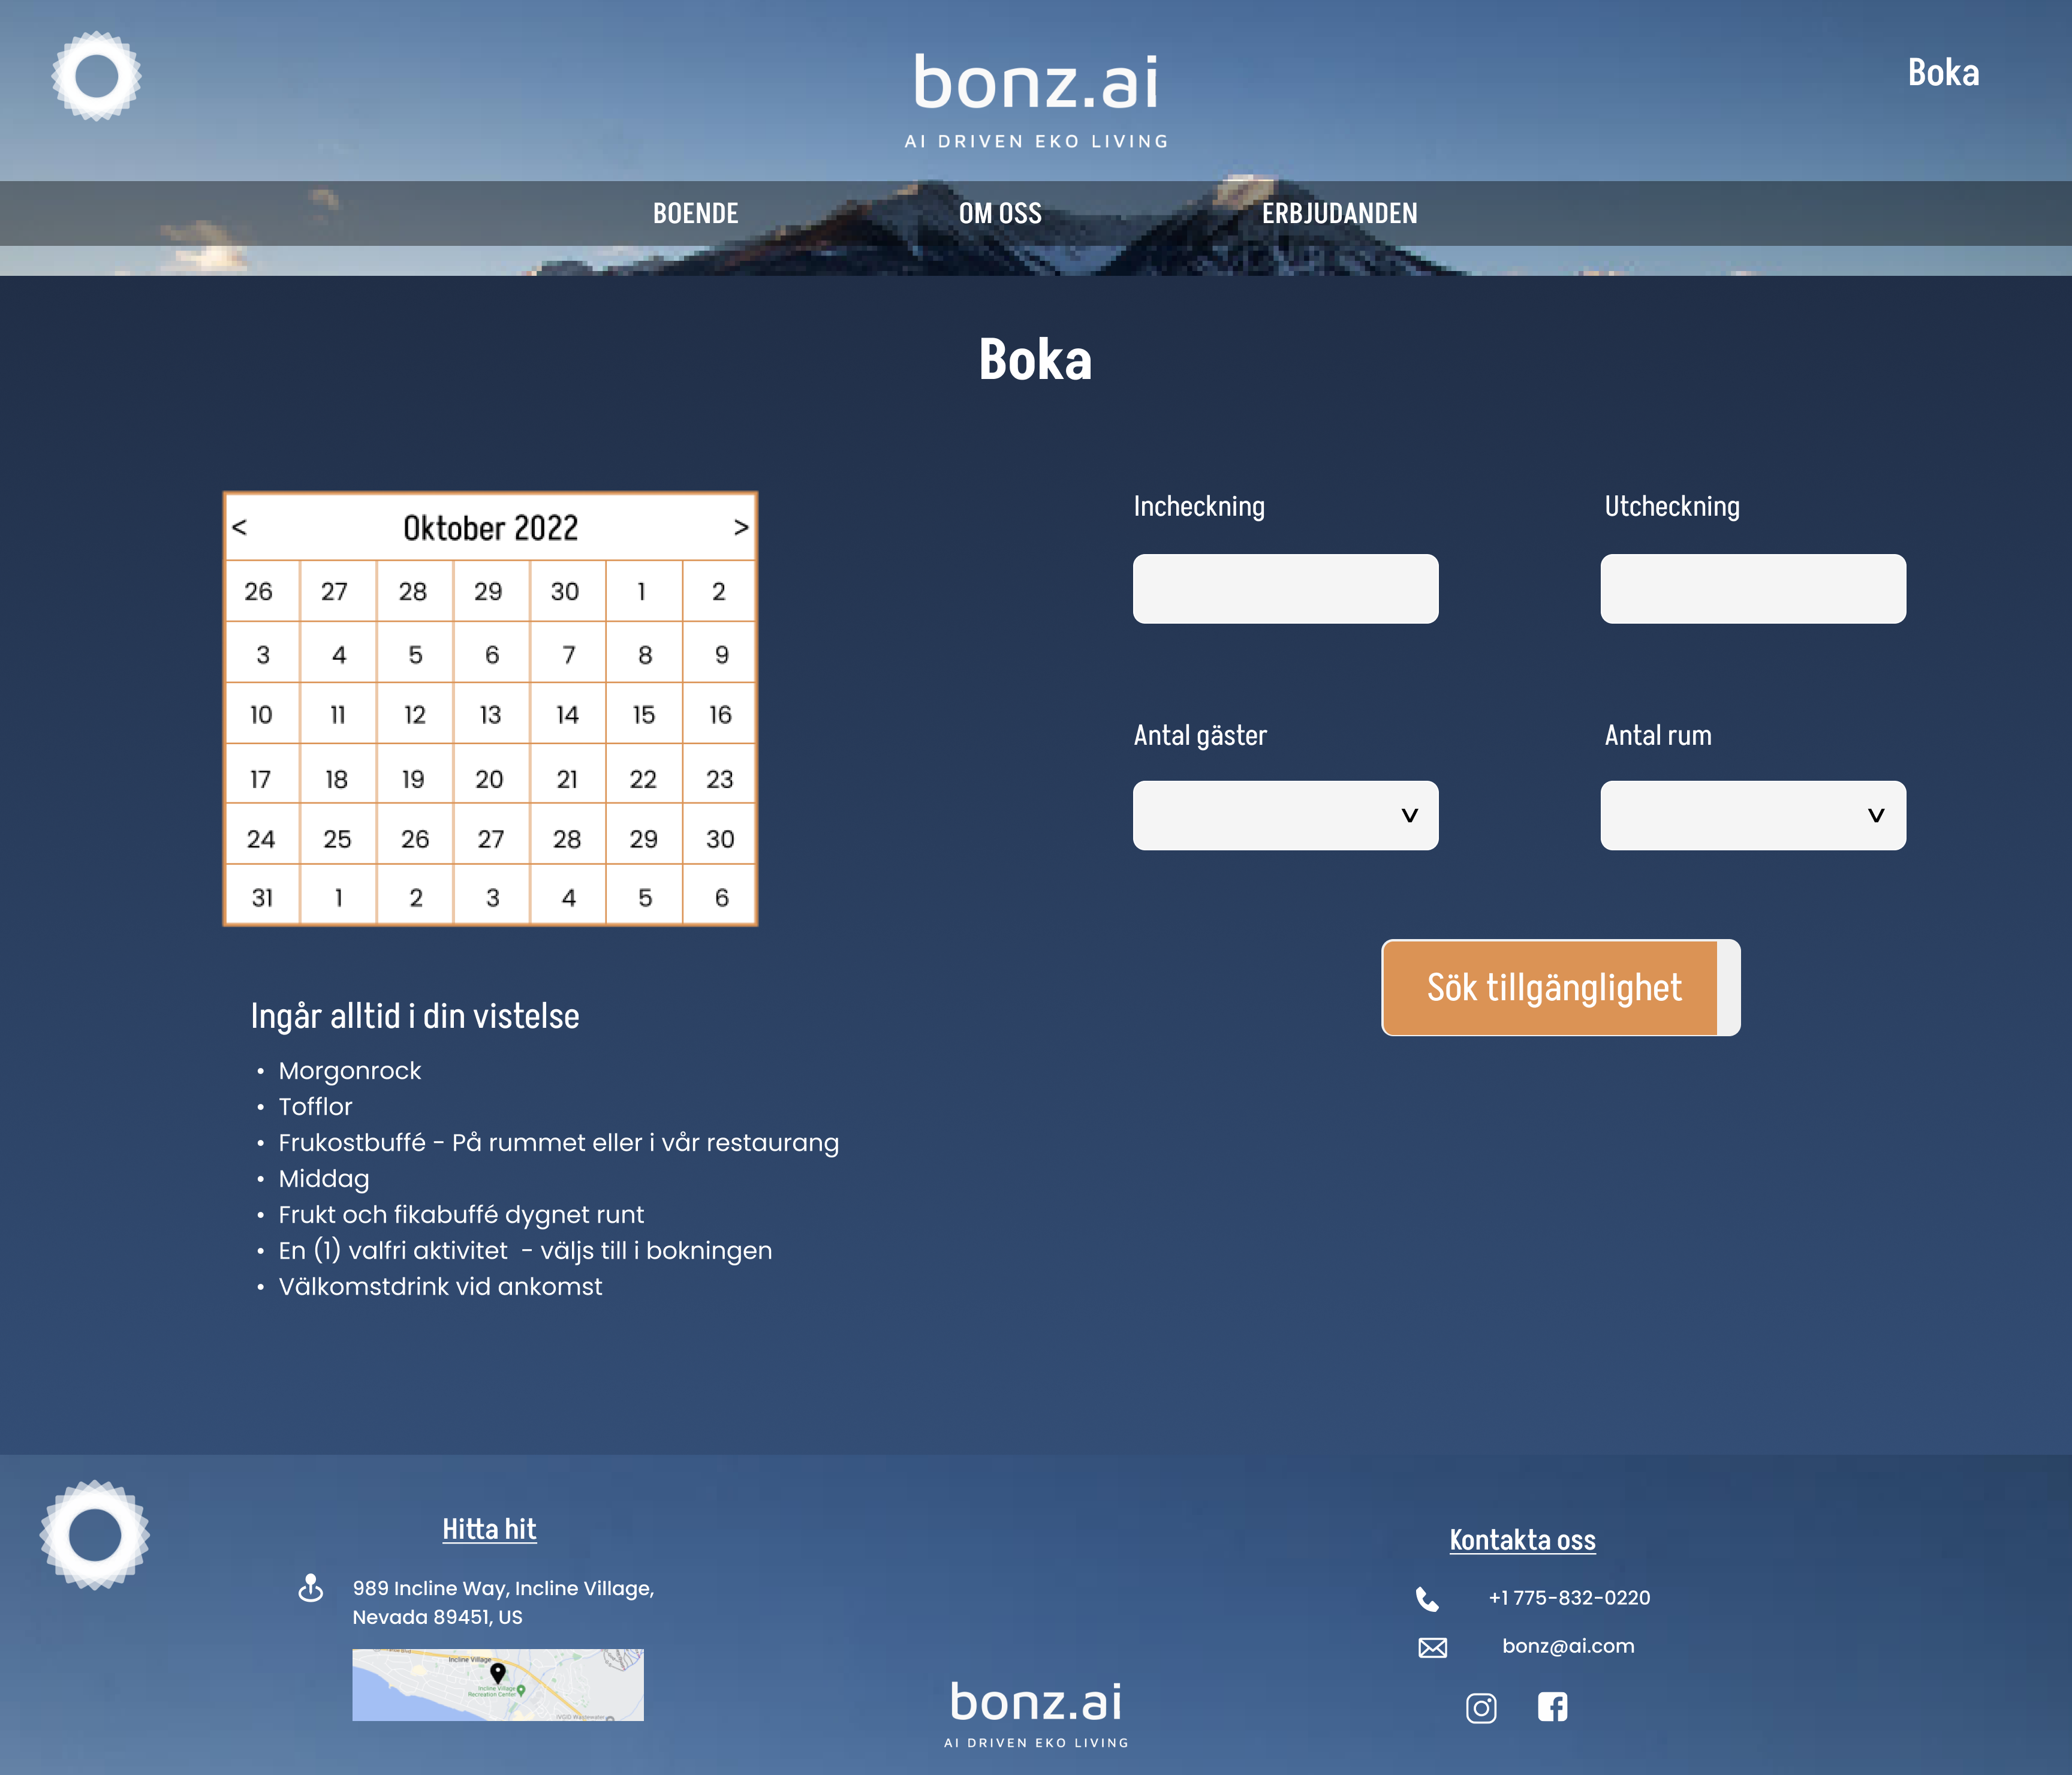 bonz.ai
AI DRIVEN EKO LIVING
Boka
BOENDE OM OSS ERBJUDANDEN
Boka
< Oktober 2022 >
26 27 28 29 30 1 2
3 4 5 6 7 8 9
10 11 12 13 14 15 16
17 18 19 20 21 22 23
24 25 26 27 28 29 30
31 1 2 3 4 5 6
Incheckning Utcheckning
Antal gäster Antal rum
v v
Sök tillgänglighet
Ingår alltid i din vistelse
• Morgonrock
• Tofflor
• Frukostbuffé - På rummet eller i vår restaurang
• Middag
• Frukt och fikabuffé dygnet runt
• En (1) valfri aktivitet - väljs till i bokningen
• Välkomstdrink vid ankomst
Hitta hit
989 Incline Way, Incline Village,
Nevada 89451, US
Incline Village
Incline Village
Recreation Center
bonz.ai
AI DRIVEN EKO LIVING
Kontakta oss
+1 775-832-0220
bonz@ai.com